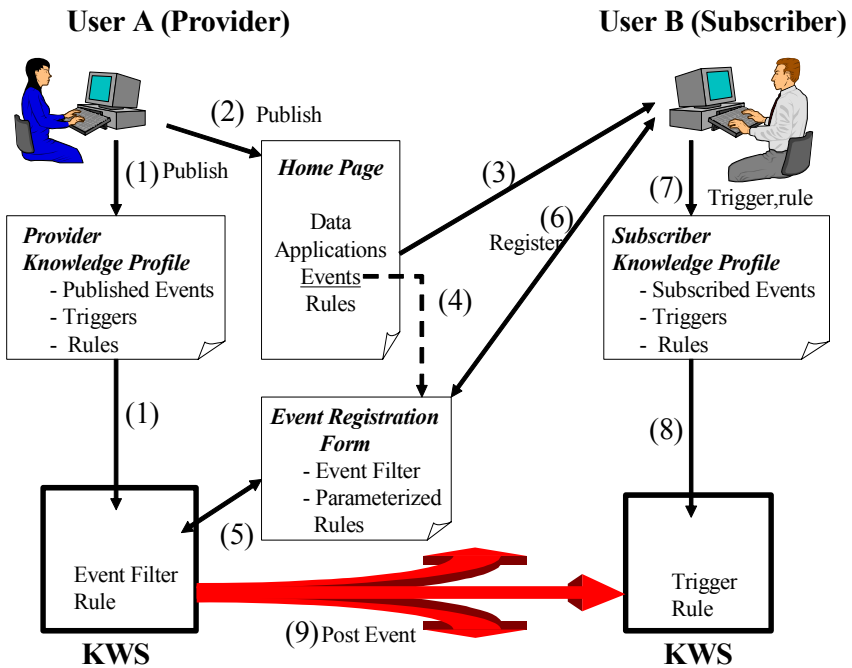 User A (Provider)
User B (Subscriber)
(2) Publish
(1) Publish
Home Page
Data
Applications
Events
Rules
(3)
(6)
Register
(7)
Trigger,rule
Provider
Knowledge Profile
- Published Events
- Triggers
- Rules
(4)
Subscriber
Knowledge Profile
- Subscribed Events
- Triggers
- Rules
(1)
Event Registration
Form
- Event Filter
- Parameterized
Rules
(8)
(5)
Event Filter
Rule
Trigger
Rule
(9) Post Event
KWS
KWS